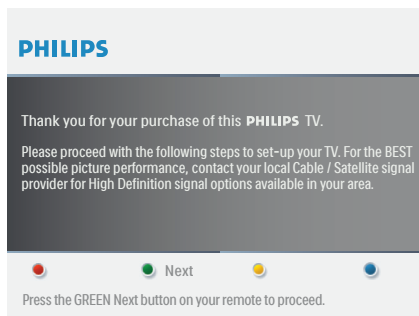 PHILIPS
Thank you for your purchase of this PHILIPS TV.
Please proceed with the following steps to set-up your TV. For the BEST
possible picture performance, contact your local Cable / Satellite signal
provider for High Definition signal options available in your area.
Next
Press the GREEN Next button on your remote to proceed.